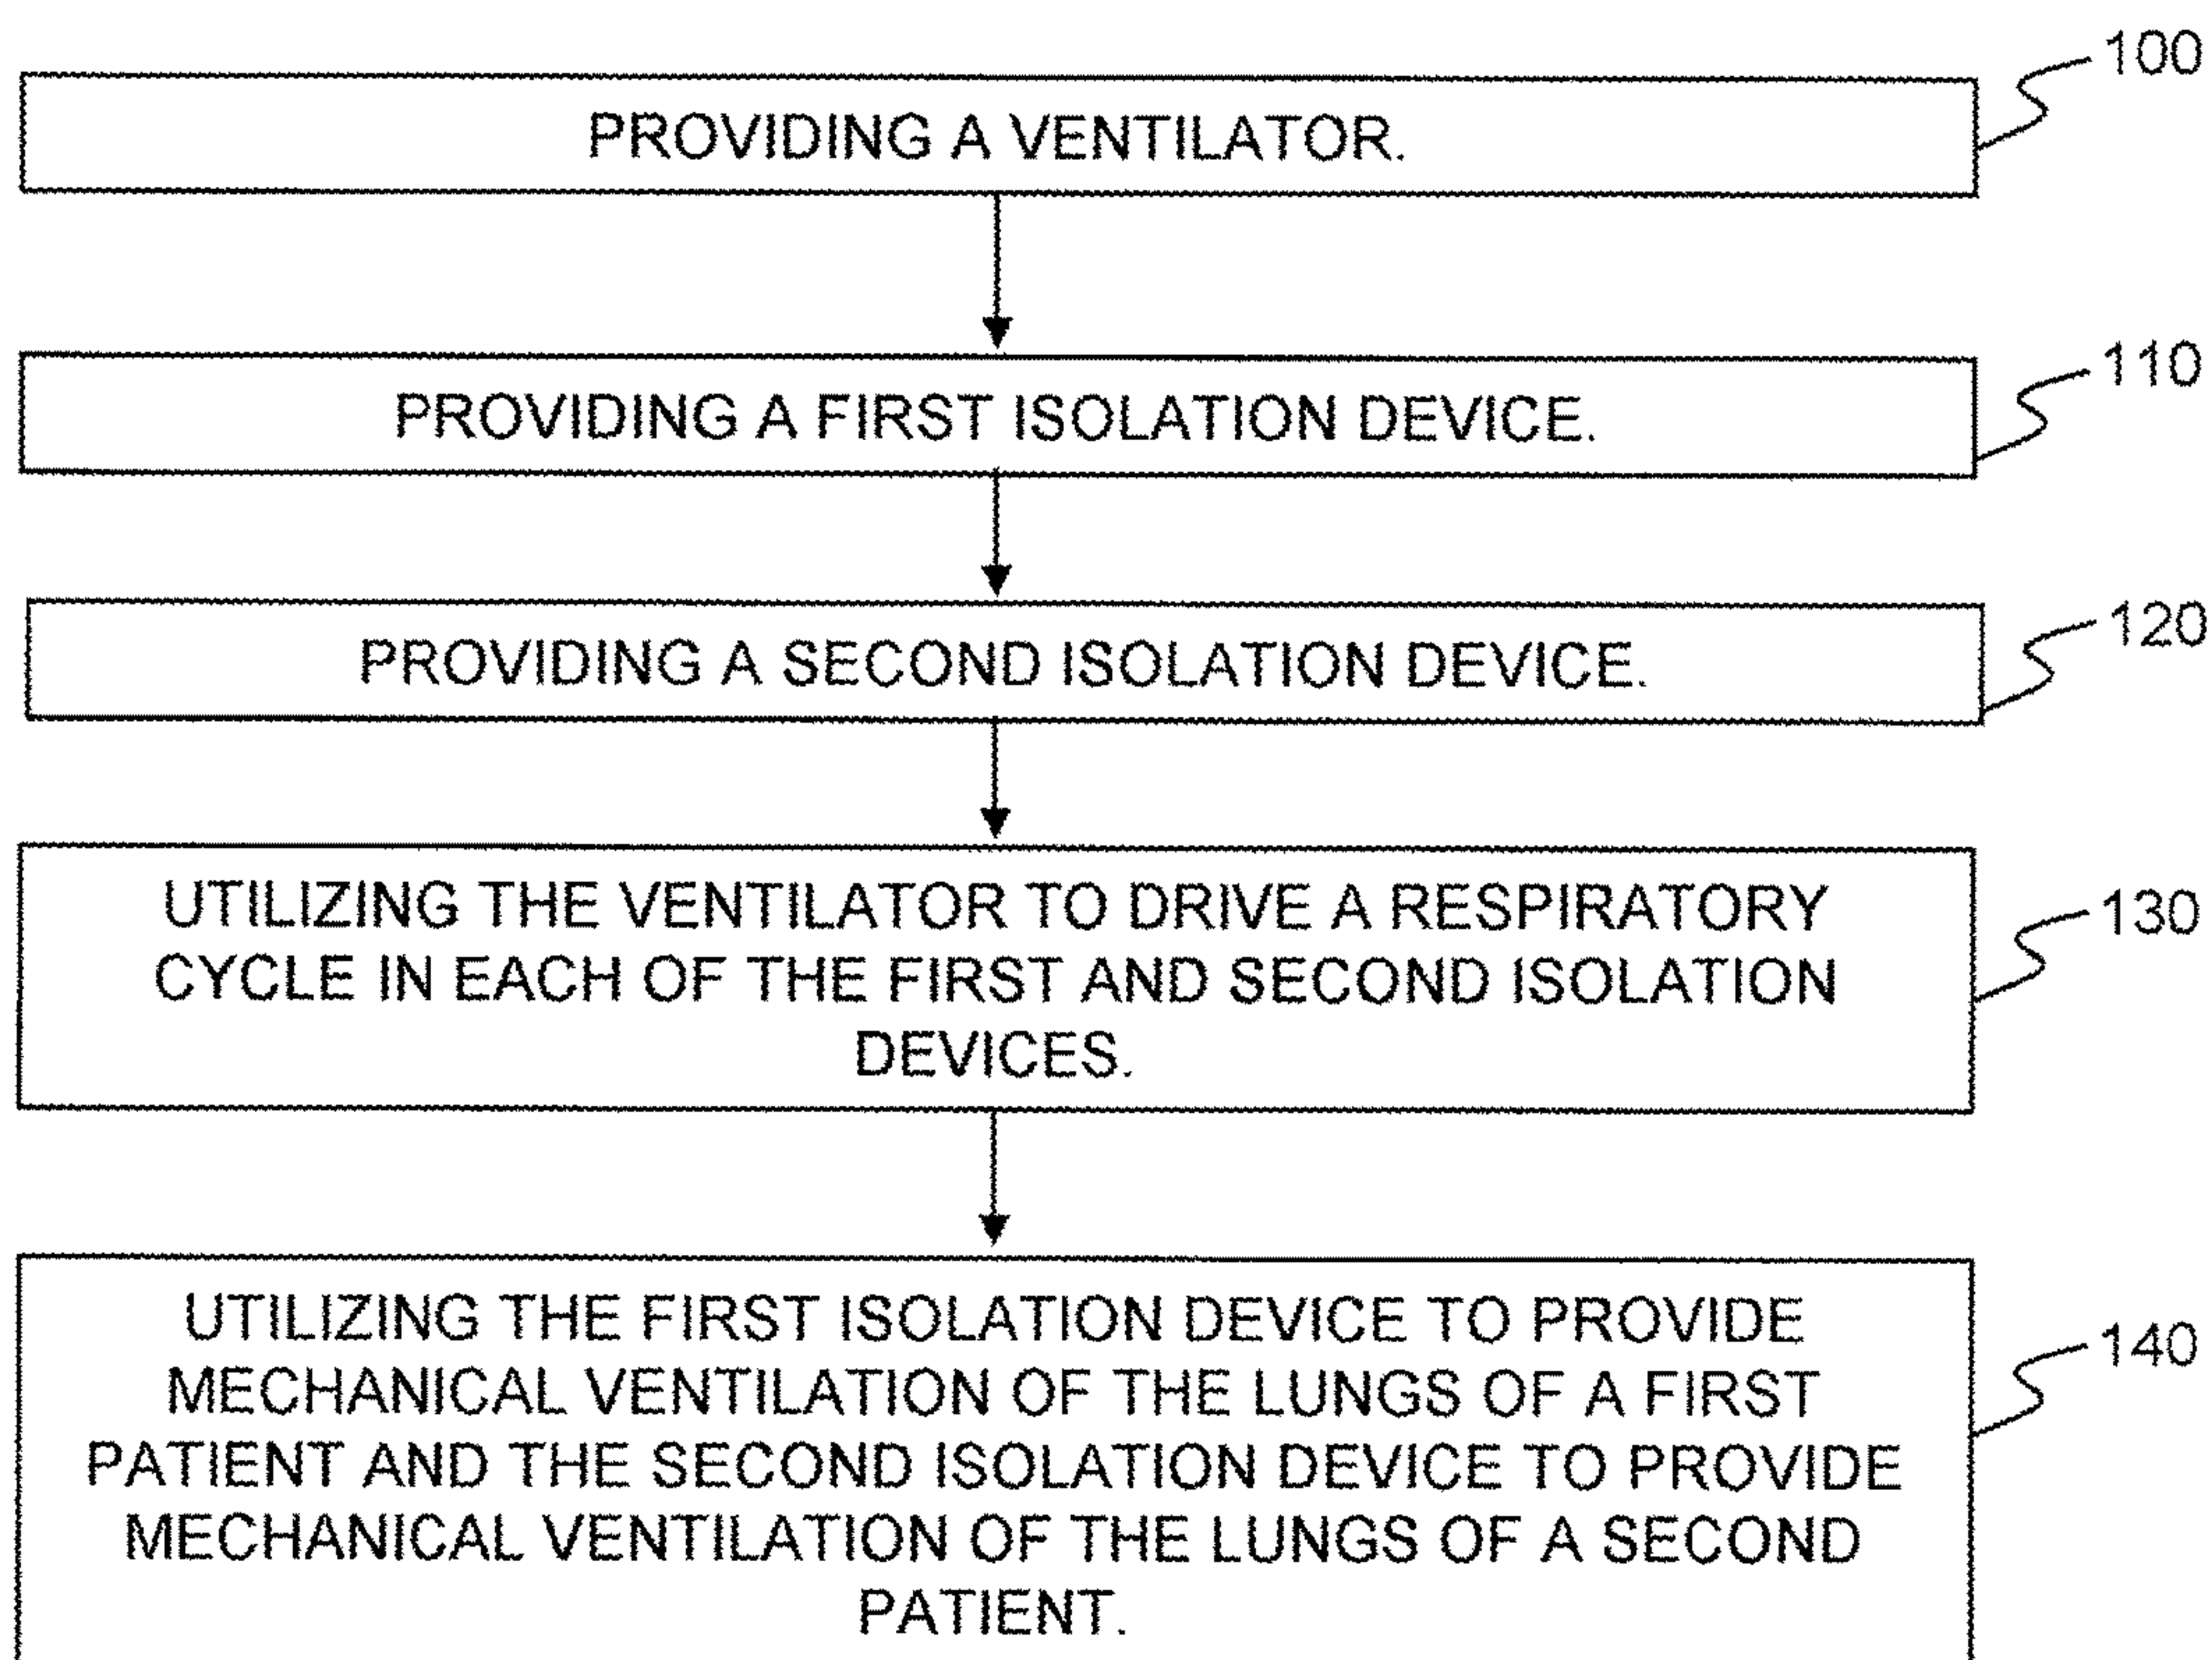 100
PROVIDING A VENTILATOR.
110
PROVIDING A FIRST ISOLATION DEVICE.
120
PROVIDING A SECOND ISOLATION DEVICE.
130
UTILIZING THE VENTILATOR TO DRIVE A RESPIRATORY
CYCLE IN EACH OF THE FIRST AND SECOND ISOLATION
DEVICES.
140
UTILIZING THE FIRST ISOLATION DEVICE TO PROVIDE
MECHANICAL VENTILATION OF THE LUNGS OF A FIRST
PATIENT AND THE SECOND ISOLATION DEVICE TO PROVIDE
MECHANICAL VENTILATION OF THE LUNGS OF A SECOND
PATIENT.